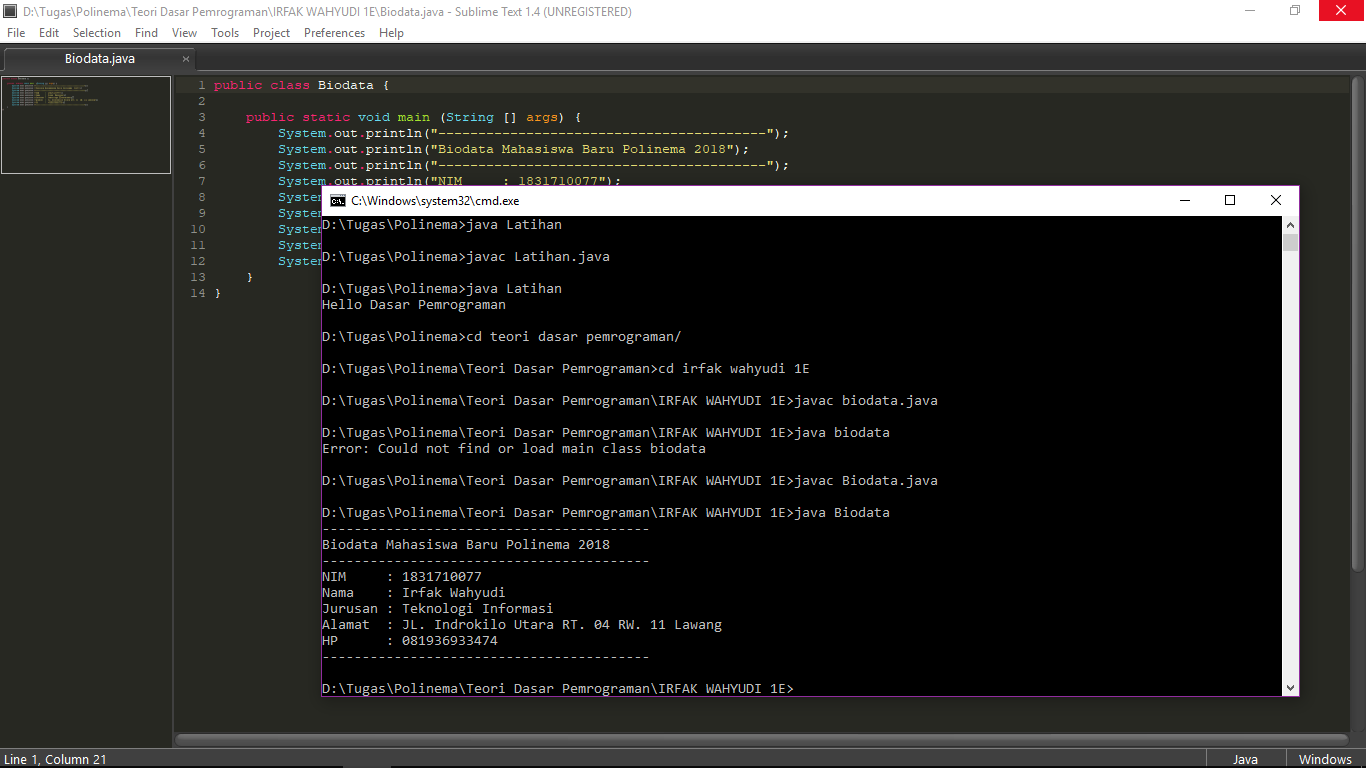 D:\Tugas\Polinema\Teori Dasar Pemrograman\IRFAK WAHYUDI 1E\Biodata.java - Sublime Text 1.4 (UNREGISTERED)
File Edit Selection Find View Tools Project Preferences Help
Biodata.java ×
1 public class Biodata {
2
3     public static void main (String [] args) {
4         System.out.println("-----------------------------------------");
5         System.out.println("Biodata Mahasiswa Baru Polinema 2018");
6         System.out.println("-----------------------------------------");
7         System.out.println("NIM     : 1831710077");
8         System
9         System
10         System
11         System
12         System
13     }
14 }
C:\Windows\system32\cmd.exe
D:\Tugas\Polinema>java Latihan
D:\Tugas\Polinema>javac Latihan.java
D:\Tugas\Polinema>java Latihan
Hello Dasar Pemrograman
D:\Tugas\Polinema>cd teori dasar pemrograman/
D:\Tugas\Polinema\Teori Dasar Pemrograman>cd irfak wahyudi 1E
D:\Tugas\Polinema\Teori Dasar Pemrograman\IRFAK WAHYUDI 1E>javac biodata.java
D:\Tugas\Polinema\Teori Dasar Pemrograman\IRFAK WAHYUDI 1E>java biodata
Error: Could not find or load main class biodata
D:\Tugas\Polinema\Teori Dasar Pemrograman\IRFAK WAHYUDI 1E>javac Biodata.java
D:\Tugas\Polinema\Teori Dasar Pemrograman\IRFAK WAHYUDI 1E>java Biodata
-----------------------------------------
Biodata Mahasiswa Baru Polinema 2018
-----------------------------------------
NIM     : 1831710077
Nama    : Irfak Wahyudi
Jurusan : Teknologi Informasi
Alamat  : JL. Indrokilo Utara RT. 04 RW. 11 Lawang
HP      : 081936933474
-----------------------------------------
D:\Tugas\Polinema\Teori Dasar Pemrograman\IRFAK WAHYUDI 1E>
Line 1, Column 21 Java Windows